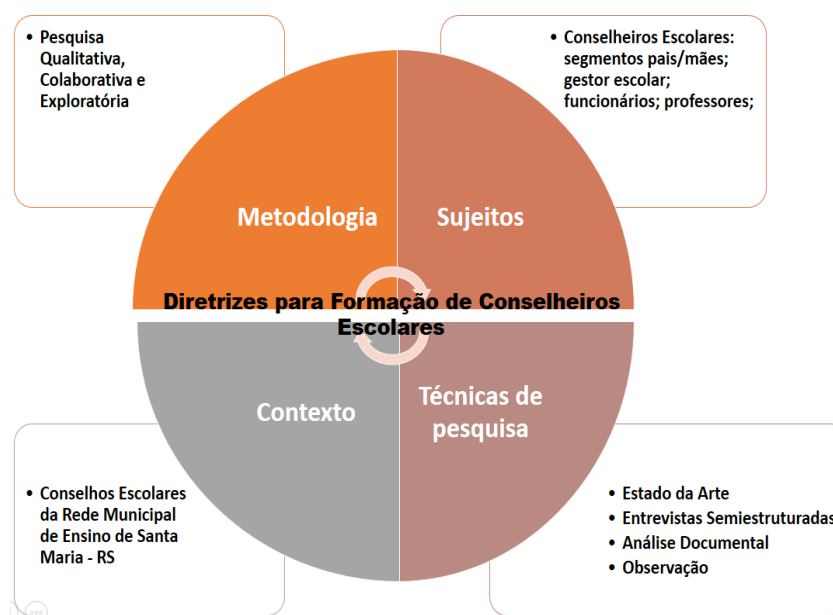 • Pesquisa
Qualitativa,
Colaborativa e
Exploratória
• Conselheiros Escolares:
segmentos pais/mães;
gestor escolar;
funcionários; professores;
Metodologia
Sujeitos
Diretrizes para Formação de Conselheiros
Escolares
Contexto
Técnicas de
pesquisa
• Conselhos Escolares
da Rede Municipal
de Ensino de Santa
Maria - RS
• Estado da Arte
• Entrevistas Semiestruturadas
• Análise Documental
• Observação